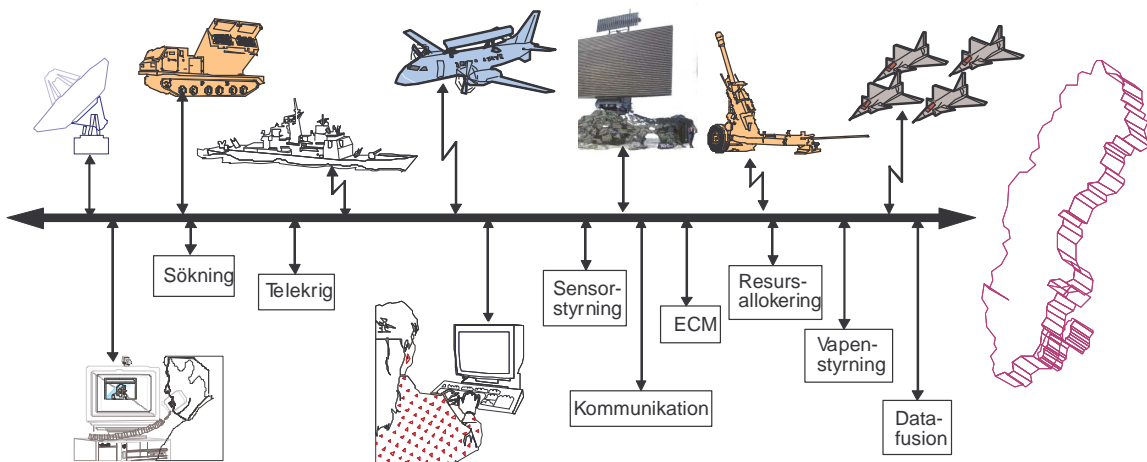 Sökning
Telekrig
Sensor-
styrning
ECM
Resurs-
allokering
Vapen-
styrning
Kommunikation
Data-
fusion